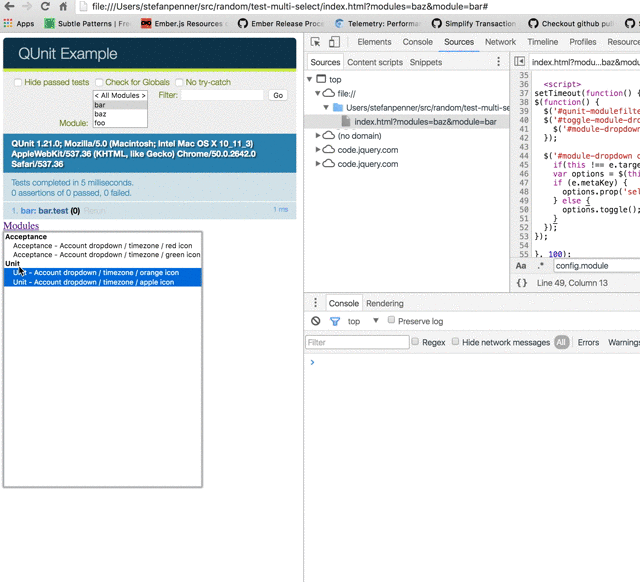 file:///Users/stefanpenner/src/random/test-multi-select/index.html?modules=baz&module=bar#
Apps
Subtle Patterns | Fre
Ember.js Resources
Ember Release Proc
Telemetry: Performa
Simplify Transaction
Checkout github pull
QUnit Example
Hide passed tests
Check for Globals
No try-catch
Module:
< All Modules >
bar
baz
foo
Filter:
Go
QUnit 1.21.0; Mozilla/5.0 (Macintosh; Intel Mac OS X 10_11_3)
AppleWebKit/537.36 (KHTML, like Gecko) Chrome/50.0.2642.0
Safari/537.36
Tests completed in 5 milliseconds.
0 assertions of 0 passed, 0 failed.
1. bar: bar.test (0) Rerun
1 ms
Modules
Acceptance
Acceptance - Account dropdown / timezone / red icon
Acceptance - Account dropdown / timezone / green icon
Unit
Unit - Account dropdown / timezone / orange icon
Unit - Account dropdown / timezone / apple icon
Elements
Console
Sources
Network
Timeline
Profiles
Resource
Sources
Content scripts
Snippets
top
file://
Users/stefanpenner/src/random/test-multi-se
index.html?modules=baz&module=bar
(no domain)
code.jquery.com
code.jquery.com
index.html?modu...baz&module=bar
35
36 <script>
37 setTimeout(function() {
38 $(function() {
39 $('#qunit-modulefilte
40 $('#toggle-module-dro
41 $('#module-dropdown
42 });
43
44 $('#module-dropdown o
45 if(this !== e.targe
46 var options = $(thi
47 if (e.metaKey) {
48 options.prop('sel
49 } else {
50 options.toggle();
51 }
52 });
53 });
54
55 }, 100);
Aa
.*
config.module
{}
Line 49, Column 13
Console
Rendering
top
Preserve log
Filter
Regex
Hide network messages
All
Errors
Warnings